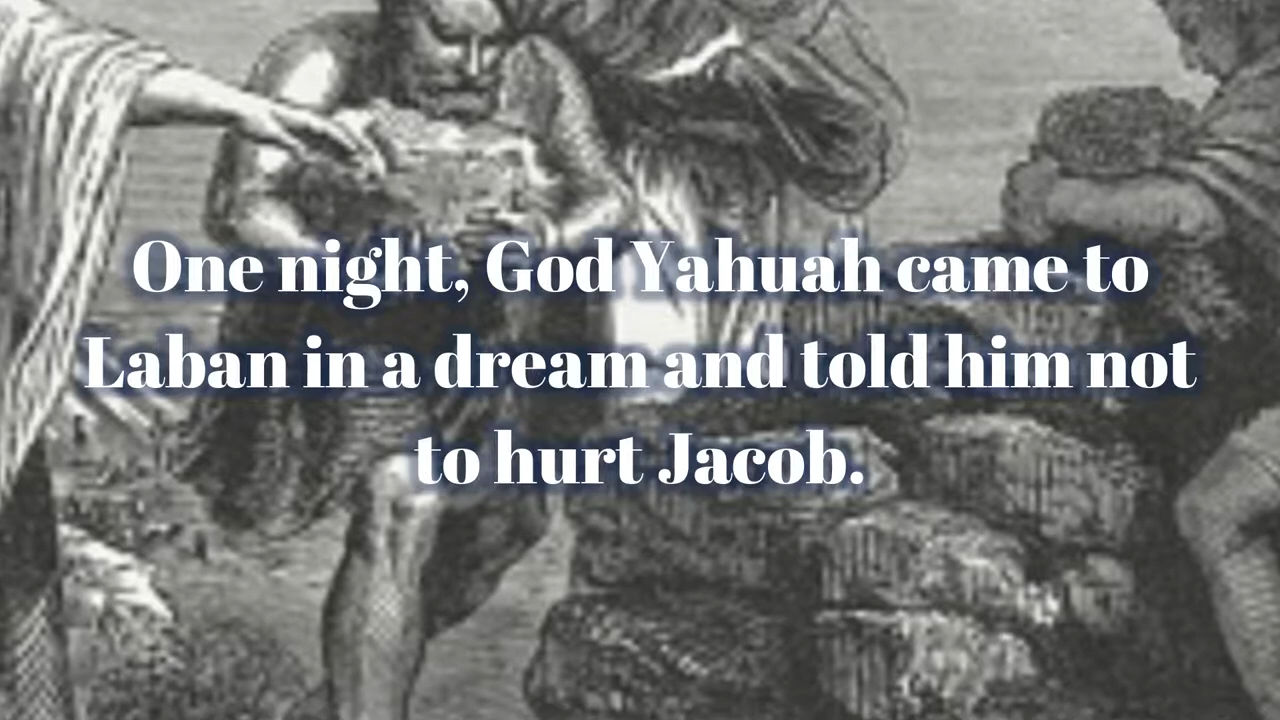 One night, God Yahuah came to
Laban in a dream and told him not
to hurt Jacob.